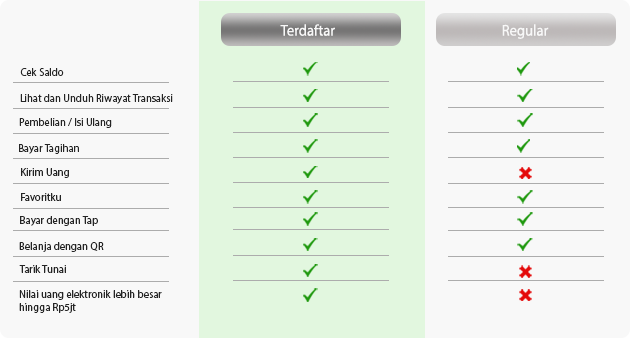 Terdaftar
Regular
Cek Saldo
Lihat dan Unduh Riwayat Transaksi
Pembelian / Isi Ulang
Bayar Tagihan
Kirim Uang
Favoritku
Bayar dengan Tap
Belanja dengan QR
Tarik Tunai
Nilai uang elektronik lebih besar
hingga Rp5jt